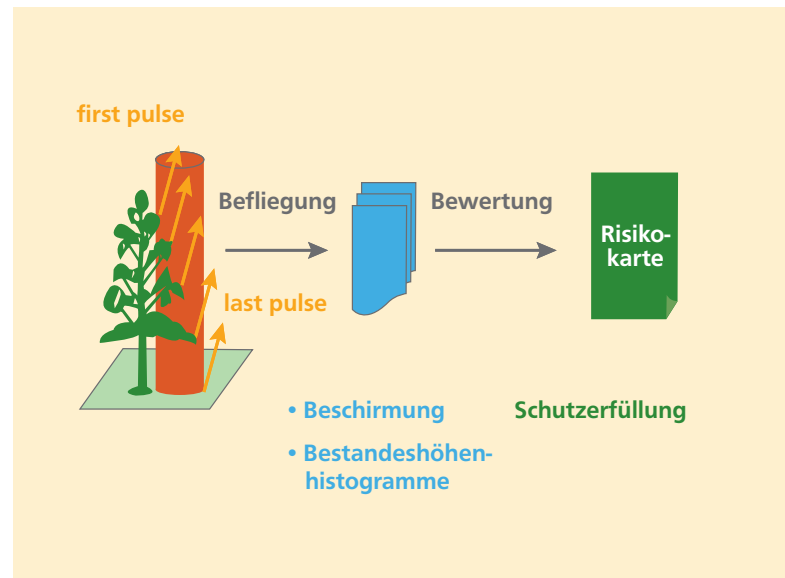 first pulse
Befliegung
Bewertung
Risiko-
karte
last pulse
• Beschirmung
Schutzerfüllung
• Bestandeshöhen-
histogramme